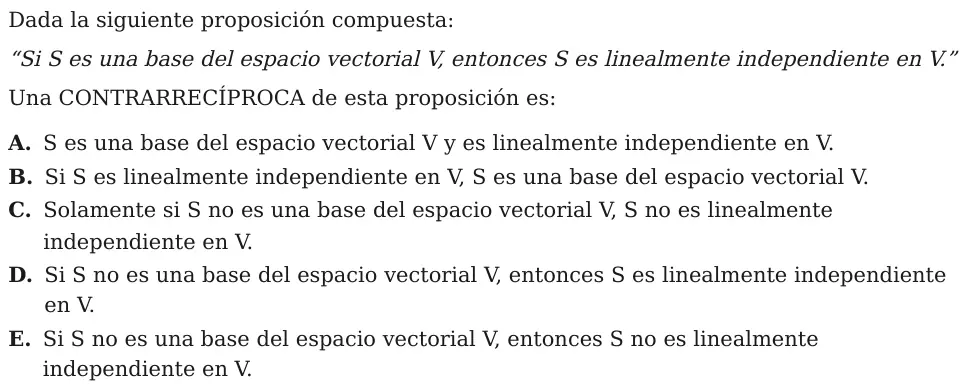 Dada la siguiente proposición compuesta:
“Si S es una base del espacio vectorial V, entonces S es linealmente independiente en V.”
Una CONTRARRECÍPROCA de esta proposición es:
A. S es una base del espacio vectorial V y es linealmente independiente en V.
B. Si S es linealmente independiente en V, S es una base del espacio vectorial V.
C. Solamente si S no es una base del espacio vectorial V, S no es linealmente
independiente en V.
D. Si S no es una base del espacio vectorial V, entonces S es linealmente independiente
en V.
E. Si S no es una base del espacio vectorial V, entonces S no es linealmente
independiente en V.